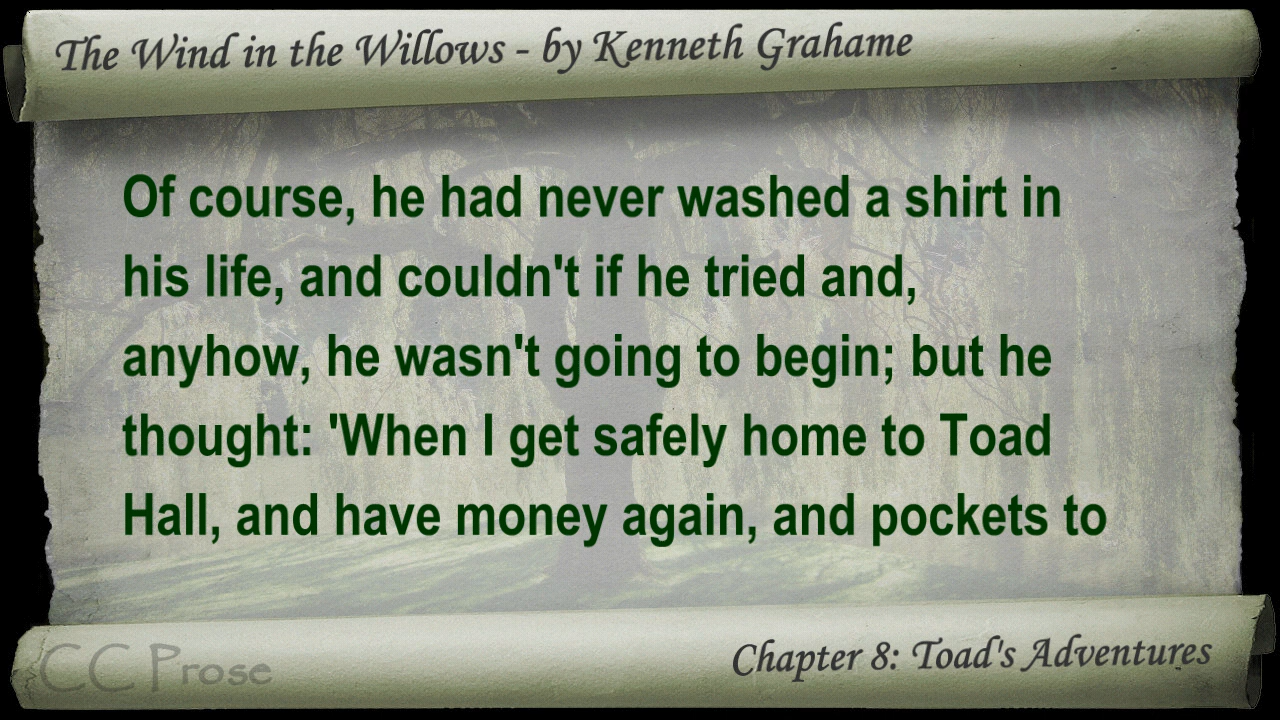 The Wind in the Willows - by Kenneth Grahame
Of course, he had never washed a shirt in
his life, and couldn't if he tried and,
anyhow, he wasn't going to begin; but he
thought: 'When I get safely home to Toad
Hall, and have money again, and pockets to
CC Prose
Chapter 8: Toad's Adventures